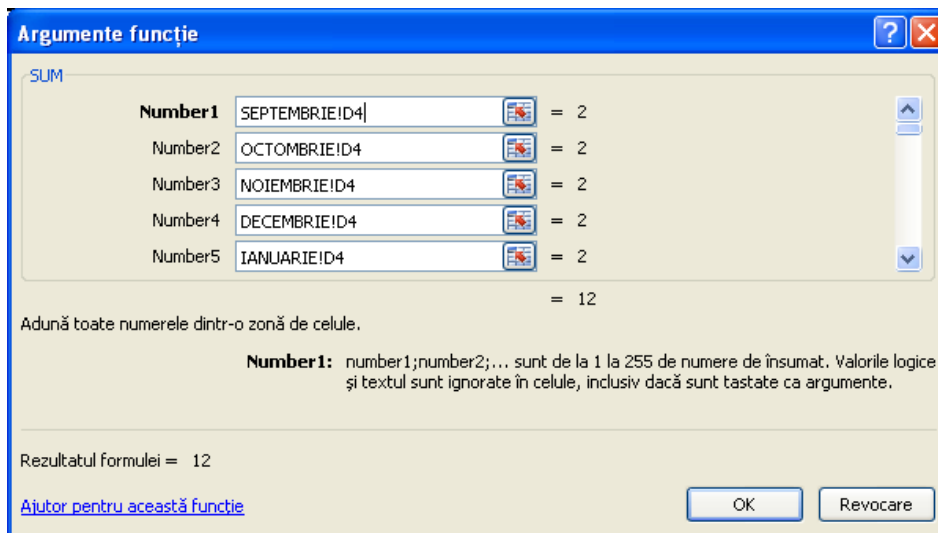 Argumente funcție
SUM
Number1 SEPTEMBRIE!D4 = 2
Number2 OCTOMBRIE!D4 = 2
Number3 NOIEMBRIE!D4 = 2
Number4 DECEMBRIE!D4 = 2
Number5 IANUARIE!D4 = 2
= 12
Adună toate numerele dintr-o zonă de celule.
Number1: number1;number2;... sunt de la 1 la 255 de numere de însumat. Valorile logice
și textul sunt ignorate în celule, inclusiv dacă sunt tastate ca argumente.
Rezultatul formulei = 12
Ajutor pentru această funcție
OK Revocare